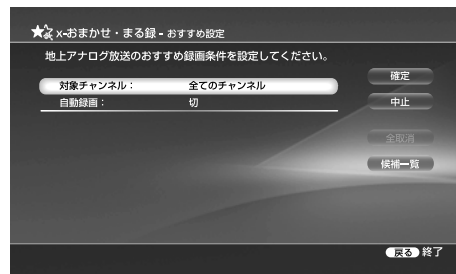 x-おまかせ・まる録 - おすすめ設定
地上アナログ放送のおすすめ録画条件を設定してください。
対象チャンネル： 全てのチャンネル
自動録画： 切
確定
中止
全取消
候補一覧
戻る 終了